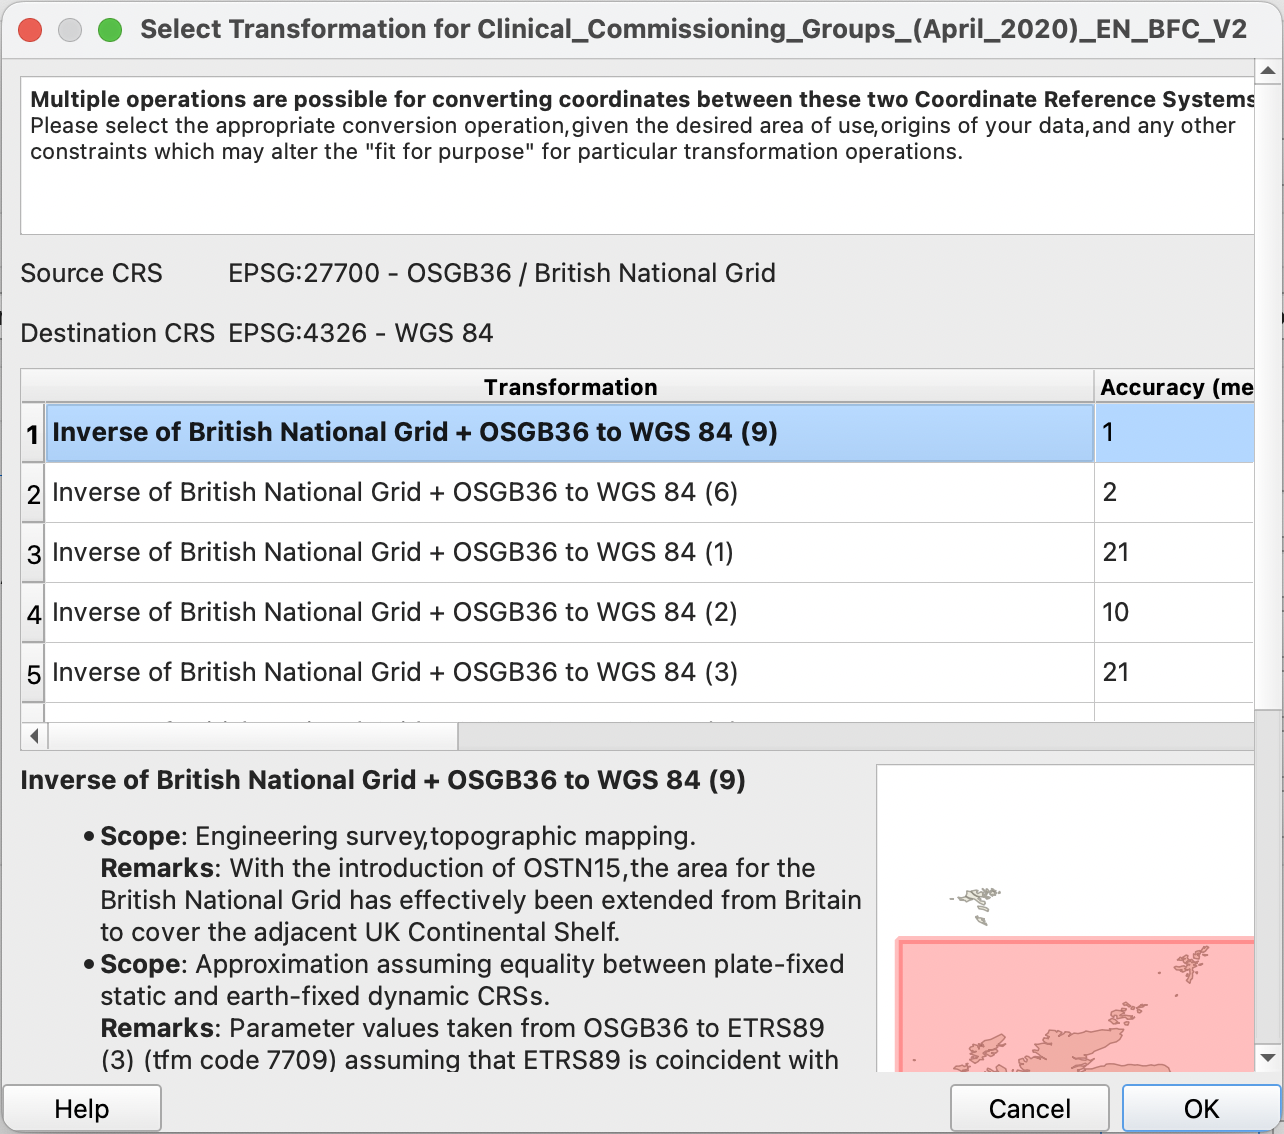 Select Transformation for Clinical_Commissioning_Groups_(April_2020)_EN_BFC_V2
Multiple operations are possible for converting coordinates between these two Coordinate Reference Systems
Please select the appropriate conversion operation,given the desired area of use,origins of your data,and any other
constraints which may alter the "fit for purpose" for particular transformation operations.
Source CRS EPSG:27700 - OSGB36 / British National Grid
Destination CRS EPSG:4326 - WGS 84
Transformation Accuracy (me
1 Inverse of British National Grid + OSGB36 to WGS 84 (9) 1
2 Inverse of British National Grid + OSGB36 to WGS 84 (6) 2
3 Inverse of British National Grid + OSGB36 to WGS 84 (1) 21
4 Inverse of British National Grid + OSGB36 to WGS 84 (2) 10
5 Inverse of British National Grid + OSGB36 to WGS 84 (3) 21
Inverse of British National Grid + OSGB36 to WGS 84 (9)
• Scope: Engineering survey,topographic mapping.
Remarks: With the introduction of OSTN15,the area for the
British National Grid has effectively been extended from Britain
to cover the adjacent UK Continental Shelf.
• Scope: Approximation assuming equality between plate-fixed
static and earth-fixed dynamic CRSs.
Remarks: Parameter values taken from OSGB36 to ETRS89
(3) (tfm code 7709) assuming that ETRS89 is coincident with
Help Cancel OK